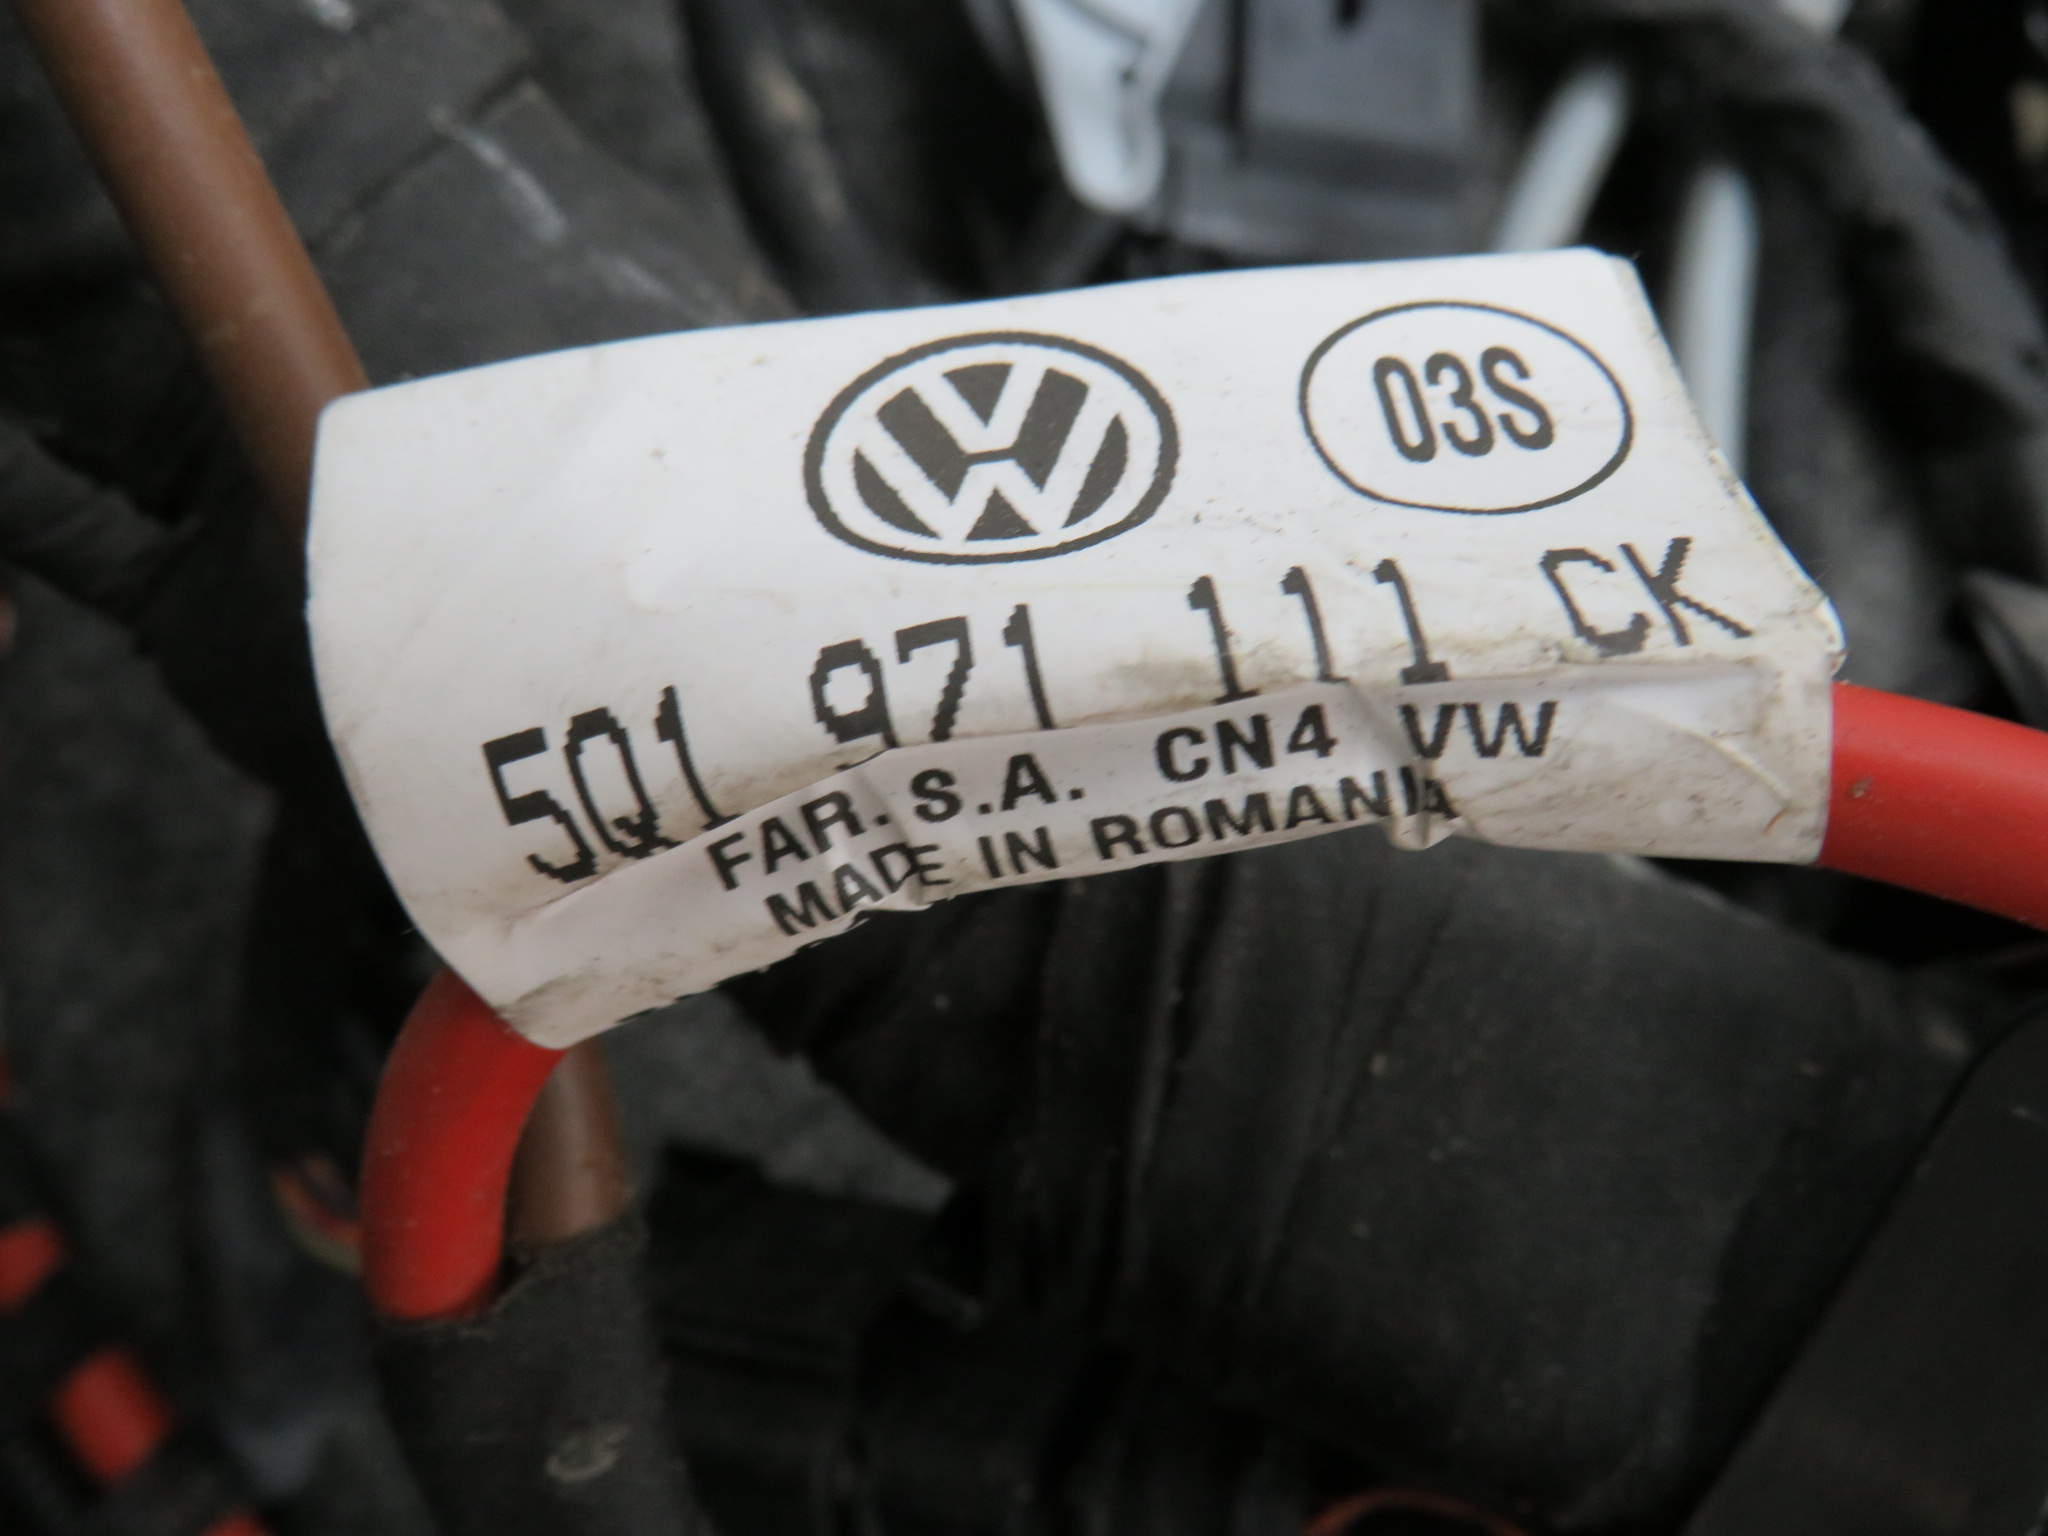 03S
5Q1 971 111 CK
FAR. S.A. CN4 VW
MADE IN ROMANIA